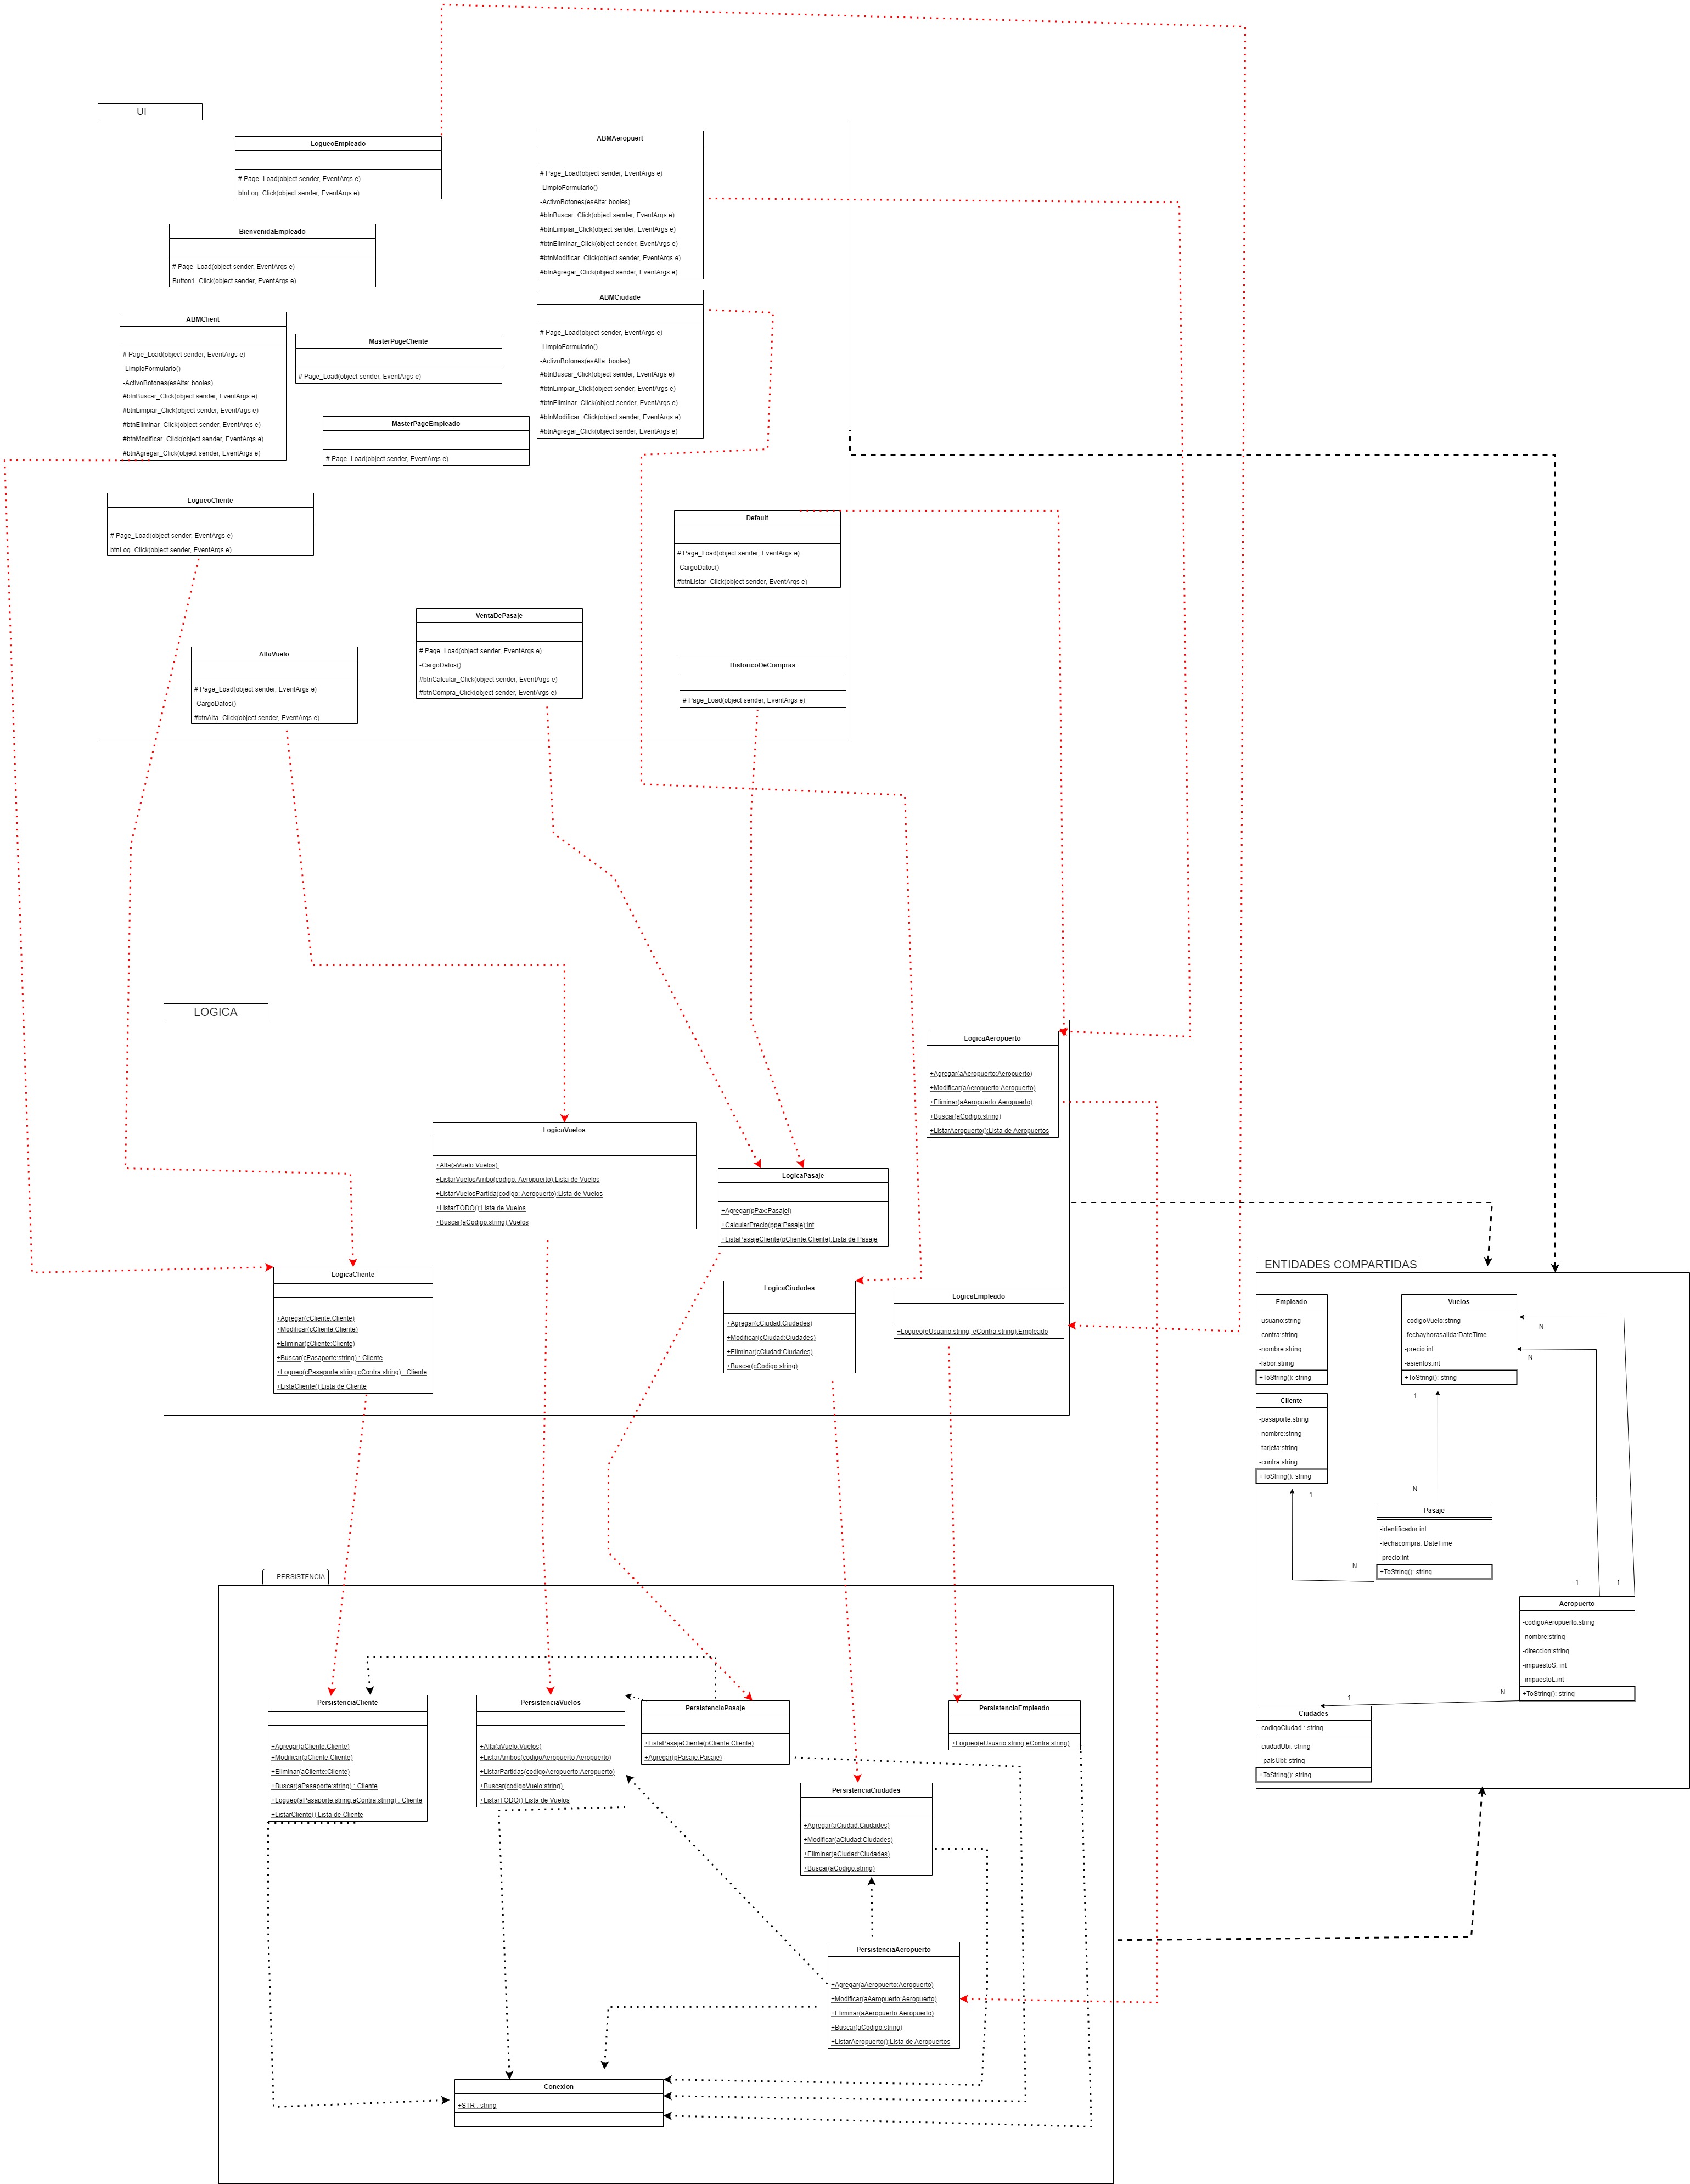 UI
LogueoEmpleado
# Page_Load(object sender, EventArgs e)
btnLog_Click(object sender, EventArgs e)
ABMAeropuert
# Page_Load(object sender, EventArgs e)
-LimpioFormulario()
-ActivoBotones(esAlta: booles)
#btnBuscar_Click(object sender, EventArgs e)
#btnLimpiar_Click(object sender, EventArgs e)
#btnEliminar_Click(object sender, EventArgs e)
#btnModificar_Click(object sender, EventArgs e)
#btnAgregar_Click(object sender, EventArgs e)
BienvenidaEmpleado
# Page_Load(object sender, EventArgs e)
Button1_Click(object sender, EventArgs e)
ABMCiudade
# Page_Load(object sender, EventArgs e)
-LimpioFormulario()
-ActivoBotones(esAlta: booles)
#btnBuscar_Click(object sender, EventArgs e)
#btnLimpiar_Click(object sender, EventArgs e)
#btnEliminar_Click(object sender, EventArgs e)
#btnModificar_Click(object sender, EventArgs e)
#btnAgregar_Click(object sender, EventArgs e)
ABMClient
# Page_Load(object sender, EventArgs e)
-LimpioFormulario()
-ActivoBotones(esAlta: booles)
#btnBuscar_Click(object sender, EventArgs e)
#btnLimpiar_Click(object sender, EventArgs e)
#btnEliminar_Click(object sender, EventArgs e)
#btnModificar_Click(object sender, EventArgs e)
#btnAgregar_Click(object sender, EventArgs e)
MasterPageCliente
# Page_Load(object sender, EventArgs e)
MasterPageEmpleado
# Page_Load(object sender, EventArgs e)
LogueoCliente
# Page_Load(object sender, EventArgs e)
btnLog_Click(object sender, EventArgs e)
Default
# Page_Load(object sender, EventArgs e)
-CargoDatos()
#btnListar_Click(object sender, EventArgs e)
VentaDePasaje
# Page_Load(object sender, EventArgs e)
-CargoDatos()
#btnCalcular_Click(object sender, EventArgs e)
#btnCompra_Click(object sender, EventArgs e)
AltaVuelo
# Page_Load(object sender, EventArgs e)
-CargoDatos()
#btnAlta_Click(object sender, EventArgs e)
HistoricoDeCompras
# Page_Load(object sender, EventArgs e)
LOGICA
LogicaAeropuerto
+Agregar(aAeropuerto:Aeropuerto)
+Modificar(aAeropuerto:Aeropuerto)
+Eliminar(aAeropuerto:Aeropuerto)
+Buscar(aCodigo:string)
+ListarAeropuerto():Lista de Aeropuertos
LogicaVuelos
+Alta(aVuelo:Vuelos):
+ListarVuelosArribo(codigo: Aeropuerto):Lista de Vuelos
+ListarVuelosPartida(codigo: Aeropuerto):Lista de Vuelos
+ListarTODO():Lista de Vuelos
+Buscar(aCodigo:string):Vuelos
LogicaPasaje
+Agregar(pPax:Pasajel)
+CalcularPrecio(ppe:Pasaje):int
+ListaPasajeCliente(pCliente:Cliente):Lista de Pasaje
LogicaCliente
+Agregar(cCliente:Cliente)
+Modificar(cCliente:Cliente)
+Eliminar(cCliente:Cliente)
+Buscar(cPasaporte:string) : Cliente
+Logueo(cPasaporte:string,cContra:string) : Cliente
+ListaCliente() Lista de Cliente
LogicaCiudades
+Agregar(cCiudad:Ciudades)
+Modificar(cCiudad:Ciudades)
+Eliminar(cCiudad:Ciudades)
+Buscar(cCodigo:string)
LogicaEmpleado
+Logueo(eUsuario:string, eContra:string):Empleado
ENTIDADES COMPARTIDAS
Empleado
-usuario:string
-contra:string
-nombre:string
-labor:string
+ToString(): string
Vuelos
-codigoVuelo:string
-fechayhorasalida:DateTime
-precio:int
-asientos:int
+ToString(): string
N
N
1
Cliente
-pasaporte:string
-nombre:string
-tarjeta:string
-contra:string
+ToString(): string
1
N
Pasaje
-identificador:int
-fechacompra: DateTime
-precio:int
+ToString(): string
N
1
1
Aeropuerto
-codigoAeropuerto:string
-nombre:string
-direccion:string
-impuestoS: int
-impuestoL:int
+ToString(): string
N
1
Ciudades
-codigoCiudad : string
-ciudadUbi: string
- paisUbi: string
+ToString(): string
PERSISTENCIA
PersistenciaCliente
+Agregar(aCliente:Cliente)
+Modificar(aCliente:Cliente)
+Eliminar(aCliente:Cliente)
+Buscar(aPasaporte:string) : Cliente
+Logueo(aPasaporte:string,aContra:string) : Cliente
+ListarCliente() Lista de Cliente
PersistenciaVuelos
+Alta(aVuelo:Vuelos)
+ListarArribos(codigoAeropuerto:Aeropuerto)
+ListarPartidas(codigoAeropuerto:Aeropuerto)
+Buscar(codigoVuelo:string)
+ListarTODO() Lista de Vuelos
PersistenciaPasaje
+ListaPasajeCliente(pCliente:Cliente)
+Agregar(pPasaje:Pasaje)
PersistenciaEmpleado
+Logueo(eUsuario:string,eContra:string)
PersistenciaCiudades
+Agregar(aCiudad:Ciudades)
+Modificar(aCiudad:Ciudades)
+Eliminar(aCiudad:Ciudades)
+Buscar(aCodigo:string)
PersistenciaAeropuerto
+Agregar(aAeropuerto:Aeropuerto)
+Modificar(aAeropuerto:Aeropuerto)
+Eliminar(aAeropuerto:Aeropuerto)
+Buscar(aCodigo:string)
+ListarAeropuerto():Lista de Aeropuertos
Conexion
+STR : string